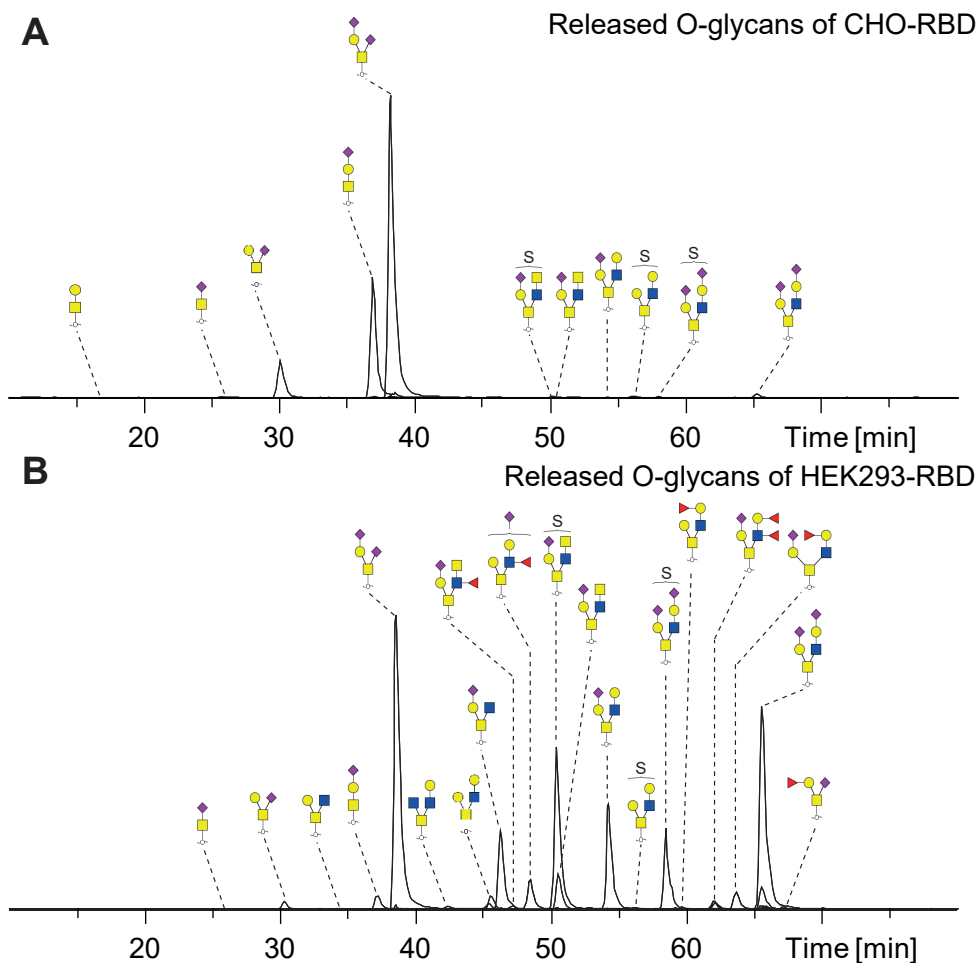 A
Released O-glycans of CHO-RBD
S
S
S
20
30
40
50
60
Time [min]
B
Released O-glycans of HEK293-RBD
S
S
S
20
30
40
50
60
Time [min]